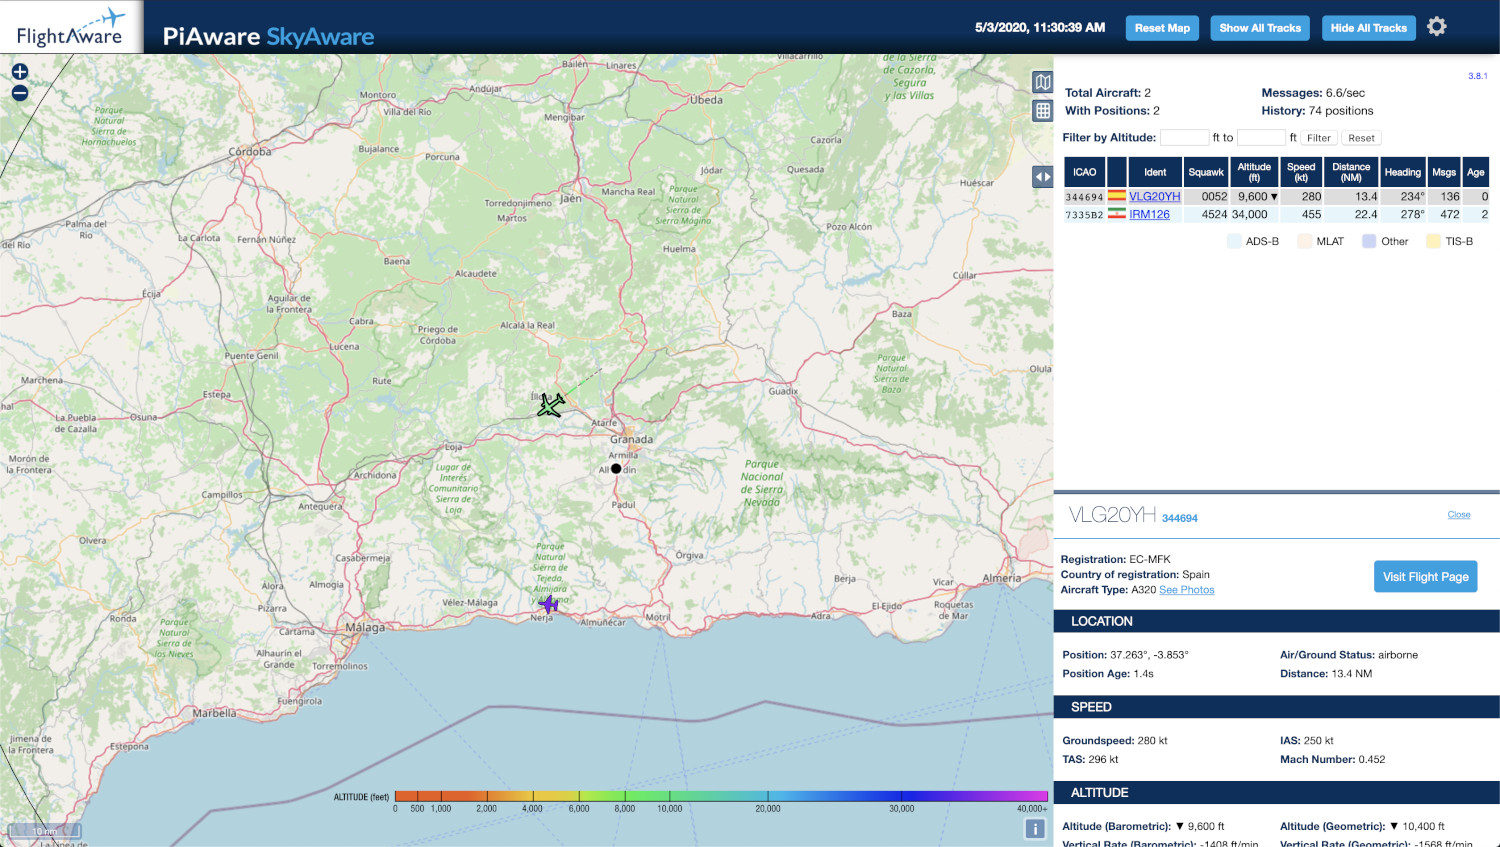 FlightAware
PiAware SkyAware
5/3/2020, 11:30:39 AM
Reset Map
Show All Tracks
Hide All Tracks
3.8.1
Total Aircraft: 2
Messages: 6.6/sec
With Positions: 2
History: 74 positions
Filter by Altitude: ft to ft Filter Reset
ICAO Ident Squawk Altitude (ft) Speed (kt) Distance (NM) Heading Msgs Age
344694 VLG20YH 0052 9,600 ▼ 280 13.4 234° 136 0
7335B2 IRM126 4524 34,000 455 22.4 278° 472 2
ADS-B MLAT Other TIS-B
VLG20YH 344694
Close
Registration: EC-MFK
Country of registration: Spain
Aircraft Type: A320 See Photos
Visit Flight Page
LOCATION
Position: 37.263°, -3.853°
Air/Ground Status: airborne
Position Age: 1.4s
Distance: 13.4 NM
SPEED
Groundspeed: 280 kt
IAS: 250 kt
TAS: 296 kt
Mach Number: 0.452
ALTITUDE
Altitude (Barometric): ▼ 9,600 ft
Altitude (Geometric): ▼ 10,400 ft
Vertical Rate (Barometric): -1408 ft/min
Vertical Rate (Geometric): -1568 ft/min
Villacarrillo
Bailén
Linares
de la Sierra
de Cazorla,
Segura
y las Villas
Andújar
Montoro
Villa del Río
Úbeda
Mengibar
Parque
Natural
Sierra de
Hornachuelos
Córdoba
Bujalance
Porcuna
Cazorla
Jódar
Quesada
Huéscar
Mancha Real
Torredonjimeno
Jaén
Martos
Parque
Natural
Sierra de
Sierra Mágina
Palma del
Río
La Carlota
Fernán Núñez
del Río
Pozo Alcón
Huelma
Baena
Alcaudete
Cúllar
Écija
Aguilar de
la Frontera
Cabra
Priego de
Córdoba
Alcalá la Real
Baza
Lucena
Puente Genil
Parque
Natural
Sierra de
Baza
Olula
Marchena
Rute
Estepa
Guadix
hal
La Puebla
de Cazalla
Osuna
Atarfe
Granada
Loja
Armilla
Morón de
la Frontera
Archidona
Lugar de
Interés
Comunitario
Sierra de
Loja
Parque
Nacional
de Sierra
Nevada
Campillos
Antequera
Padul
Olvera
Casabermeja
Parque
Natural
Sierra de
Tejeda,
Almijara
Órgiva
Álora
Almogía
Berja
Vícar
Almería
Pizarra
Vélez-Málaga
El Ejido
Roquetas
de Mar
Ronda
Parque
Natural
Sierra de
las Nieves
Cártama
Málaga
Nerja
Almuñécar
Motril
Adra
Alhaurín el
Grande
Torremolinos
Fuengirola
Marbella
Jimena de
la Frontera
Estepona
ALTITUDE (feet)
0 500 1,000 2,000 4,000 6,000 8,000 10,000 20,000 30,000 40,000+
10 nm
La Línea de
i